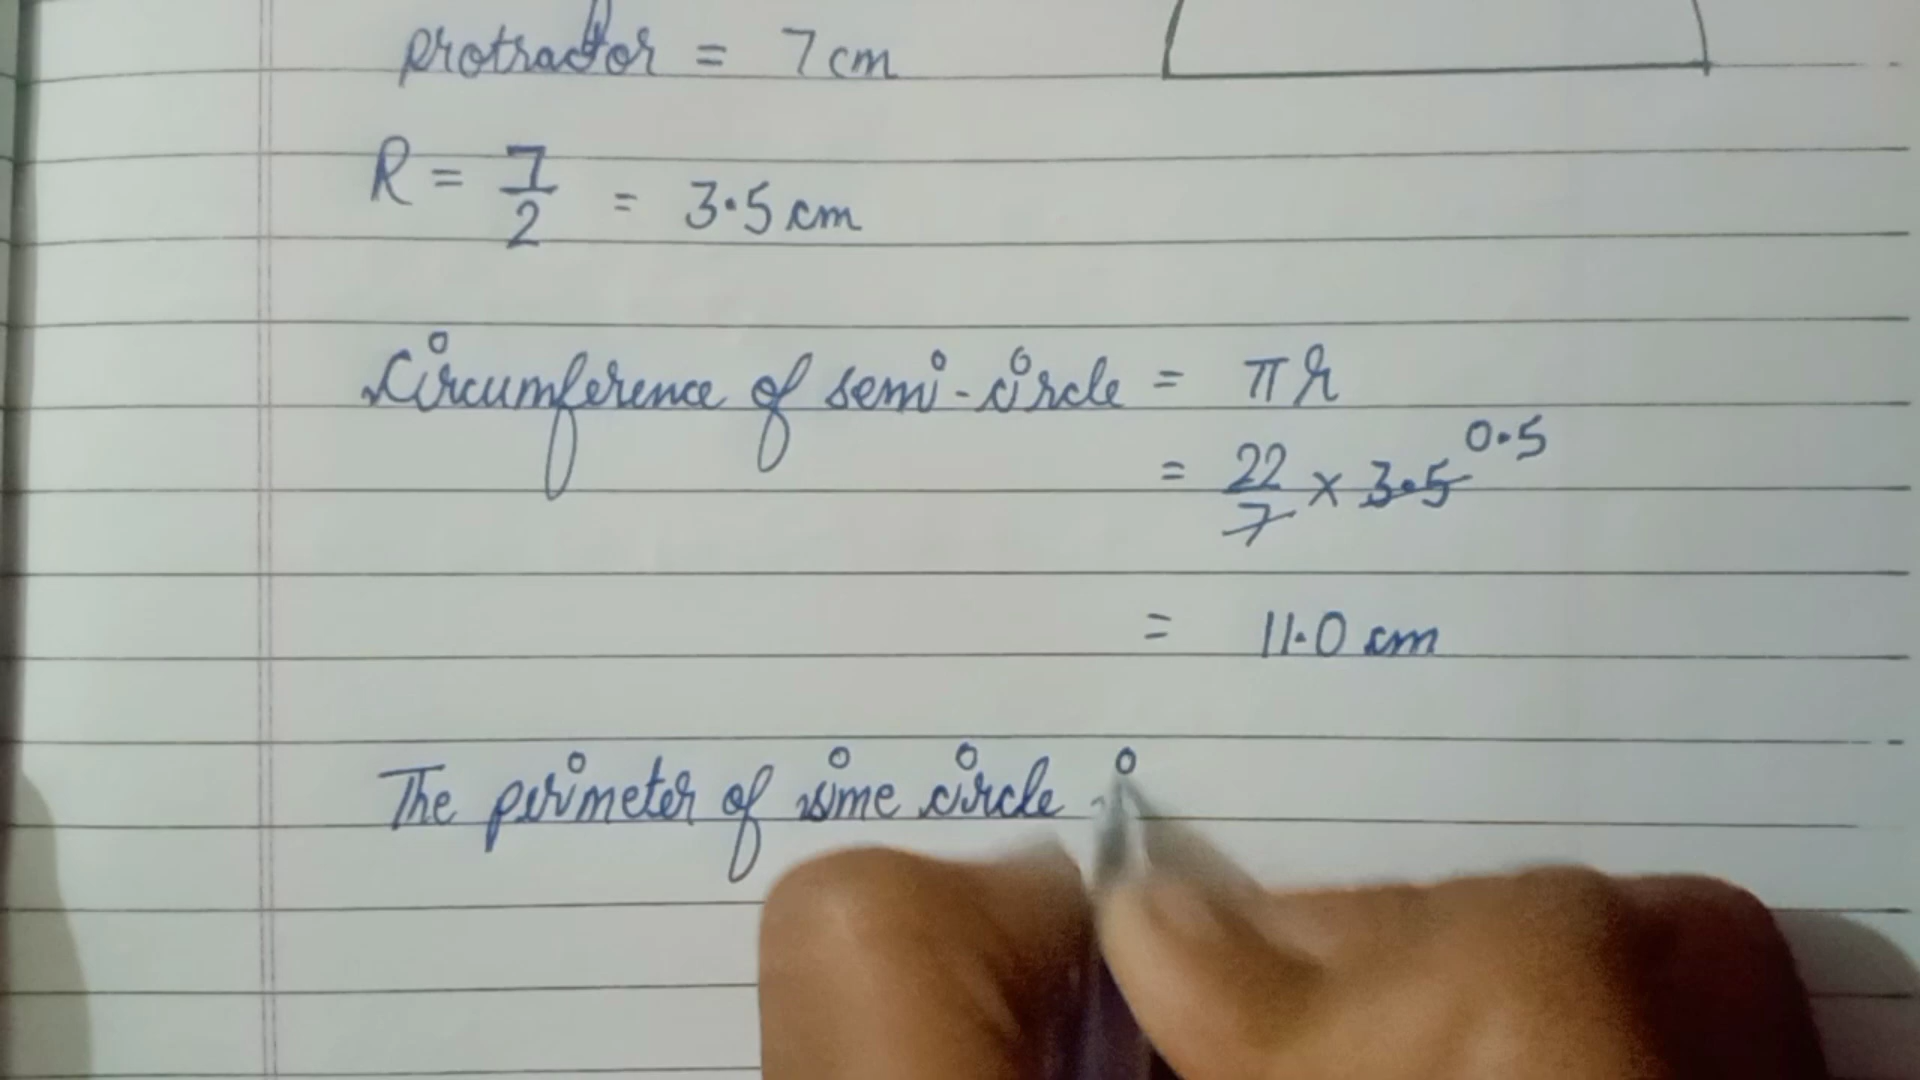 protractor = 7 cm
R = 7/2 = 3.5 cm
Circumference of semi-circle = πr
= 22/7 × 3.5 0.5
= 11.0 cm
The perimeter of sime circle